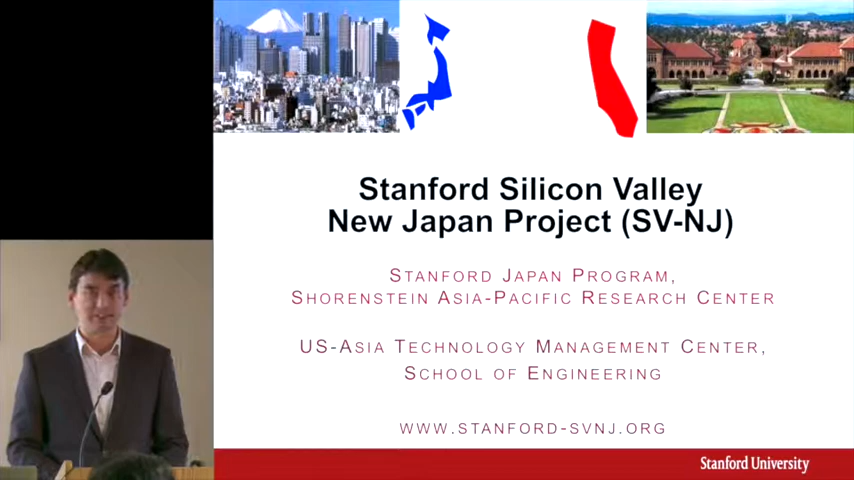 Stanford Silicon Valley
New Japan Project (SV-NJ)
STANFORD JAPAN PROGRAM,
SHORENSTEIN ASIA-PACIFIC RESEARCH CENTER
US-ASIA TECHNOLOGY MANAGEMENT CENTER,
SCHOOL OF ENGINEERING
WWW.STANFORD-SVNJ.ORG
Stanford University